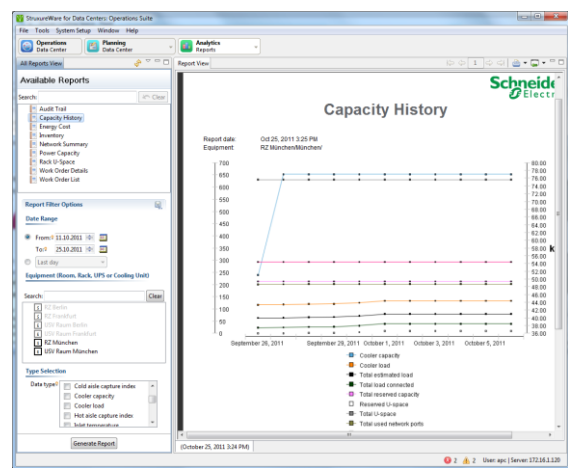 StruxureWare for Data Centers: Operations Suite
File Tools System Setup Window Help
Operations
Data Center
Planning
Data Center
Analytics
Reports
All Reports View
Report View
1
Available Reports
Search:
Clear
Audit Trail
Capacity History
Energy Cost
Inventory
Network Summary
Power Capacity
Rack U-Space
Work Order Details
Work Order List
Report Filter Options
Date Range
From: 11.10.2011
To: 25.10.2011
Last day
Equipment (Room, Rack, UPS or Cooling Unit)
Search:
Clear
RZ Berlin
RZ Frankfurt
USV Raum Berlin
USV Raum Frankfurt
RZ München
USV Raum München
Type Selection
Data type:
Cold aisle capture index
Cooler capacity
Cooler load
Hot aisle capture index
Inlet temperature
Generate Report
Schneide
Electr
Capacity History
Report date: Oct 25, 2011 3:25 PM
Equipment RZ München/München/
700
650
600
550
500
450
400
350
300
250
200
150
100
50
0
80.00
78.00
76.00
74.00
72.00
70.00
68.00
66.00
64.00
62.00
60.00
58.00
56.00
54.00
52.00
50.00
48.00
46.00
44.00
42.00
40.00
38.00
36.00
k
September 26, 2011 September 29, 2011 October 1, 2011 October 3, 2011 October 5, 2011
Cooler capacity
Cooler load
Total estimated load
Total load connected
Total reserved capacity
Reserved U-space
Total U-space
Total used network ports
(October 25, 2011 3:24 PM)
2 2 User: apc | Server: 172.16.1.120